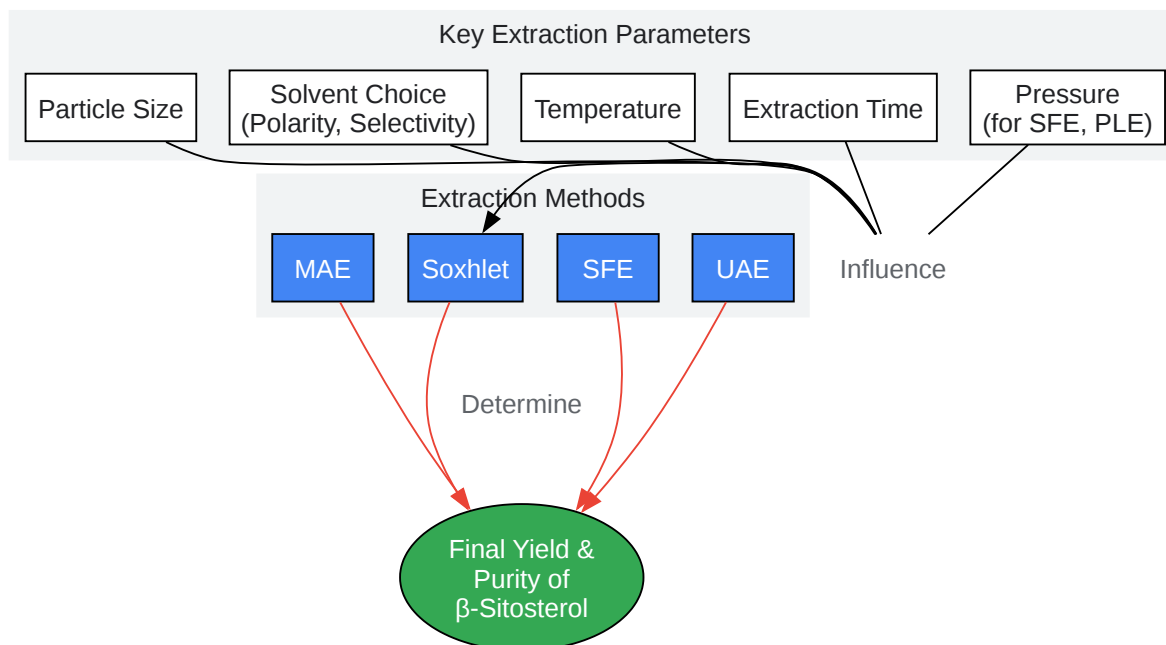 Key Extraction Parameters
Particle Size
Solvent Choice
(Polarity, Selectivity)
Temperature
Extraction Time
Pressure
(for SFE, PLE)
Extraction Methods
MAE
Soxhlet
SFE
UAE
Influence
Determine
Final Yield &
Purity of
β-Sitosterol